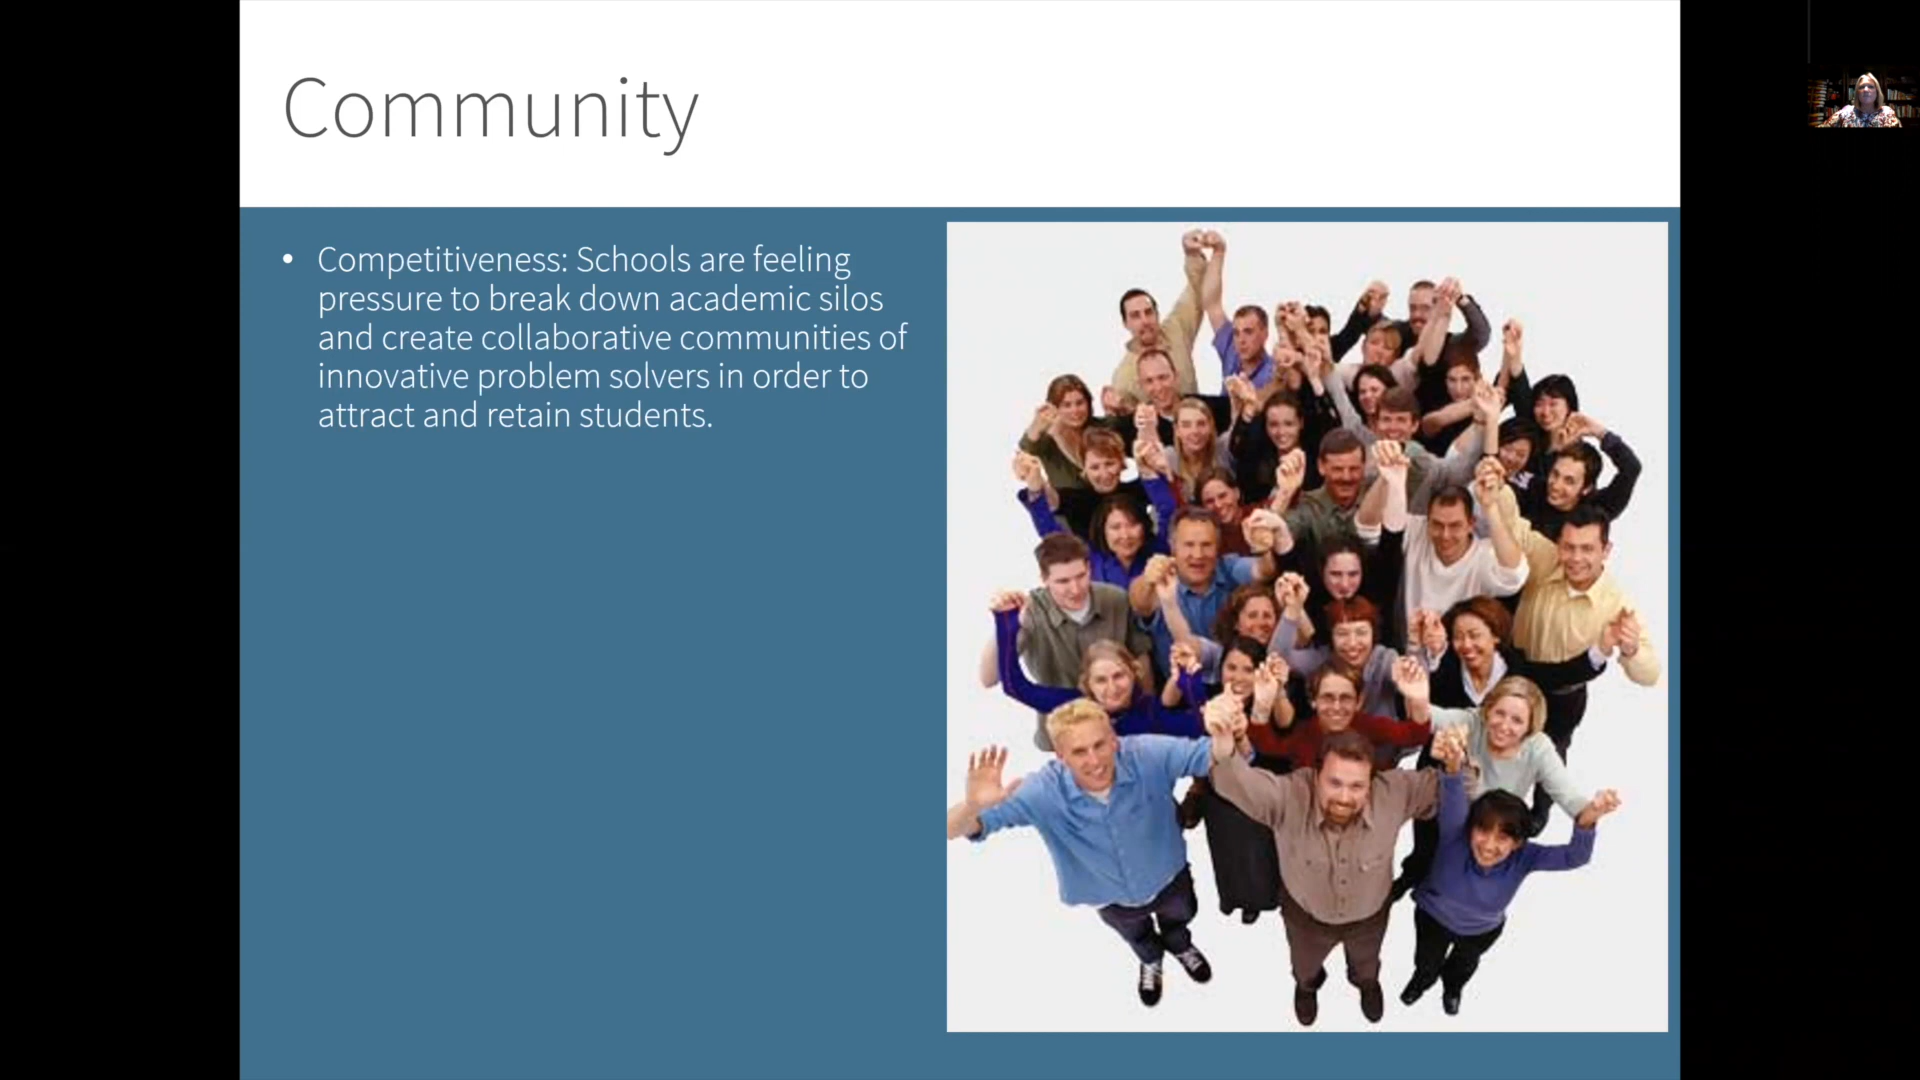 Community
• Competitiveness: Schools are feeling
pressure to break down academic silos
and create collaborative communities of
innovative problem solvers in order to
attract and retain students.